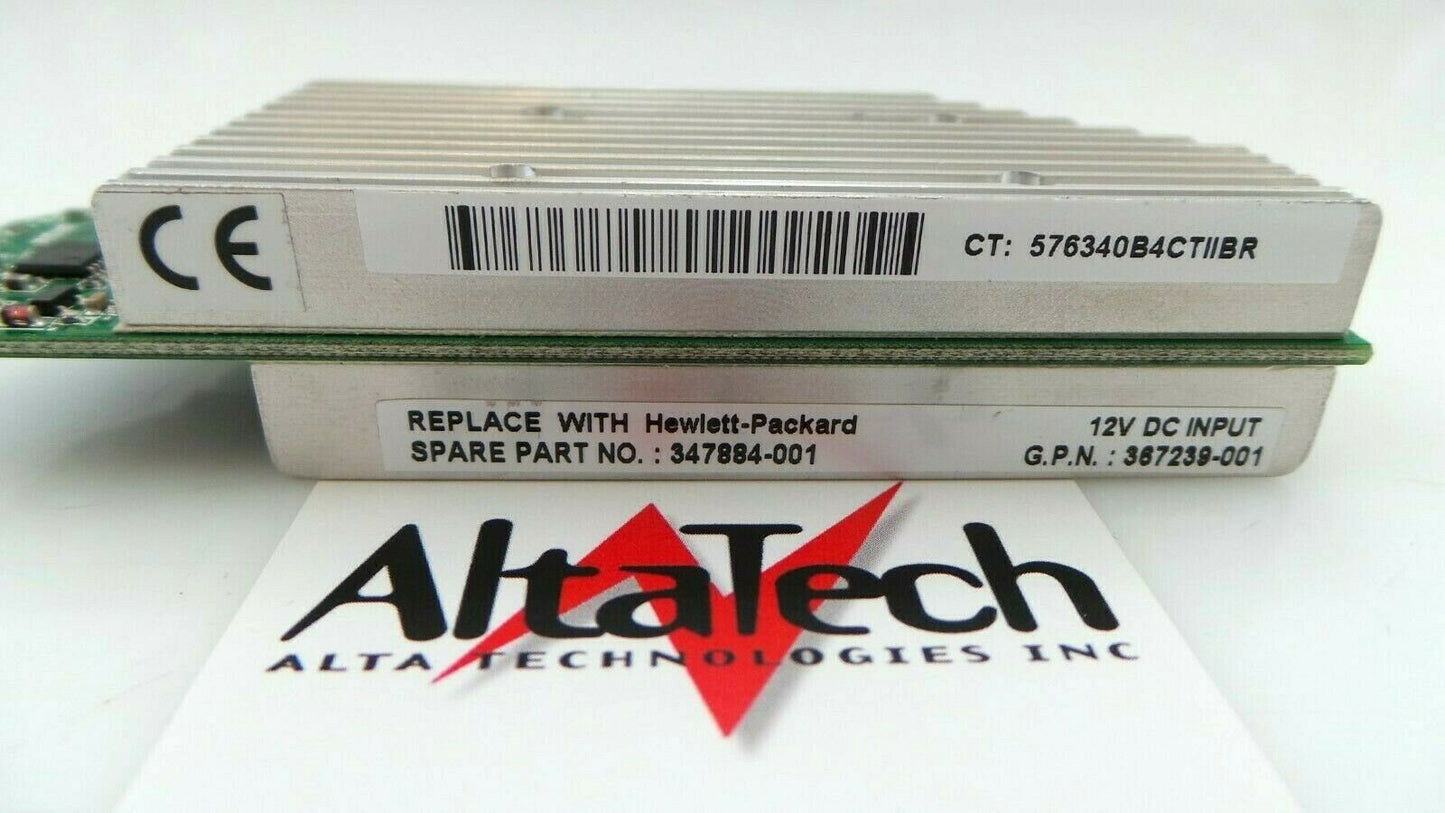 CE
CT: 576340B4CTIIBR
REPLACE WITH Hewlett-Packard
SPARE PART NO. : 347884-001
12V DC INPUT
G.P.N. : 367239-001
AltaTech
ALTA TECHNOLOGIES INC